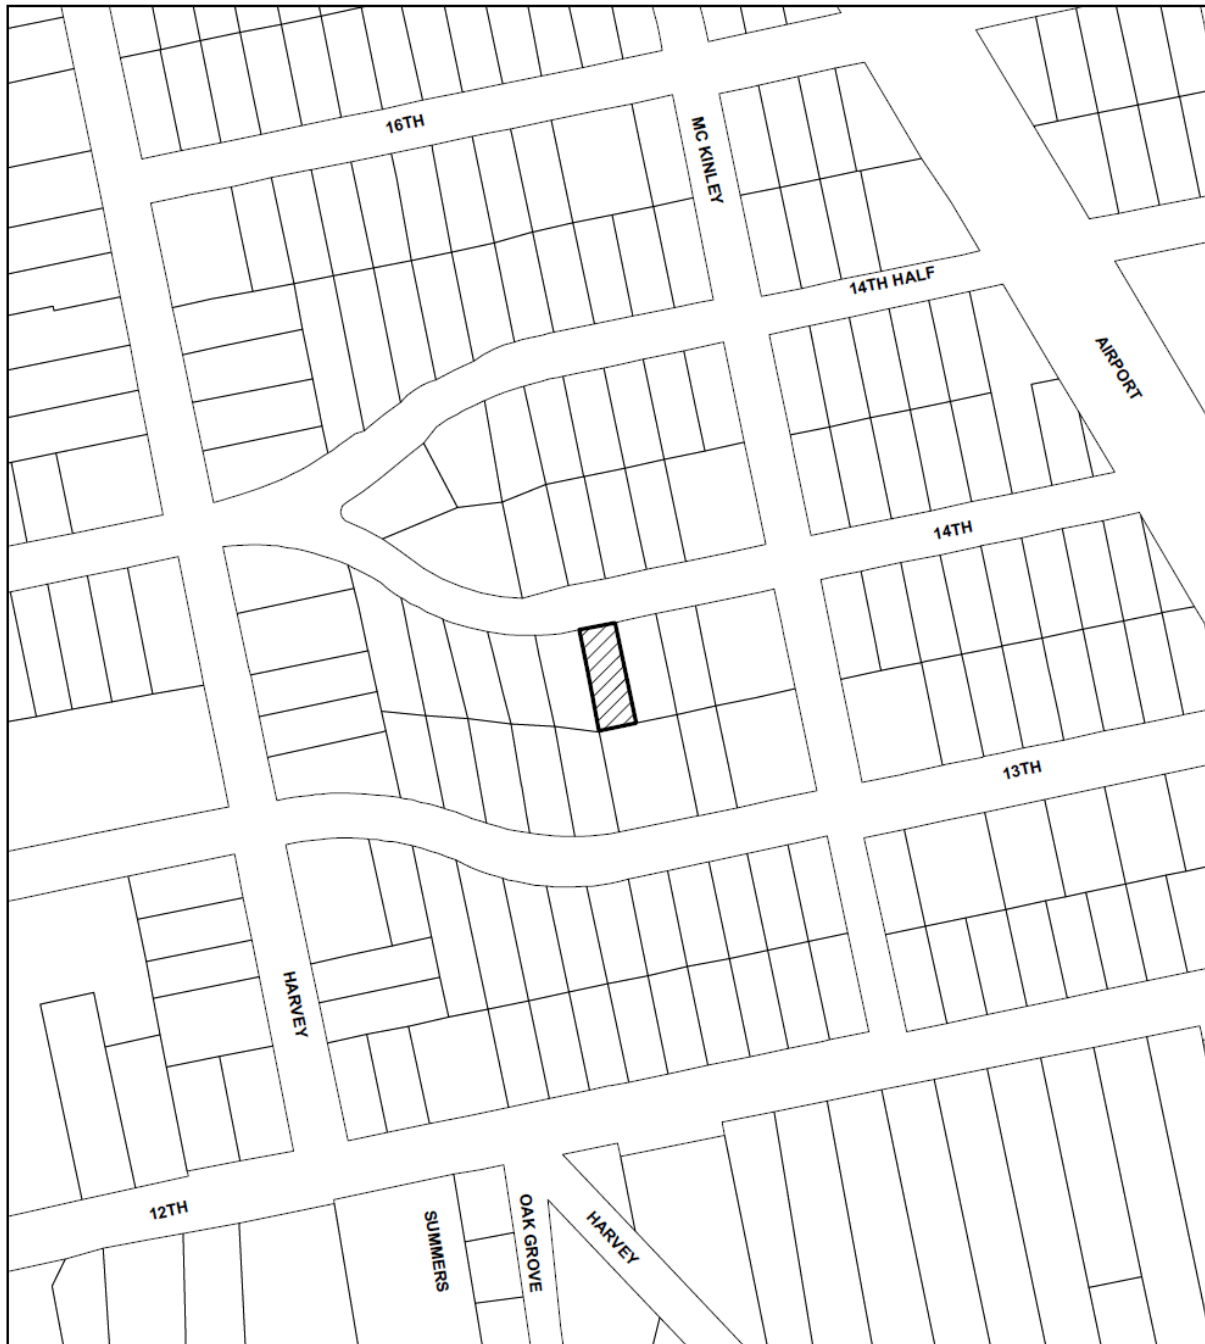 16TH
MC KINLEY
14TH HALF
AIRPORT
14TH
13TH
HARVEY
12TH
SUMMERS
OAK GROVE
HARVEY